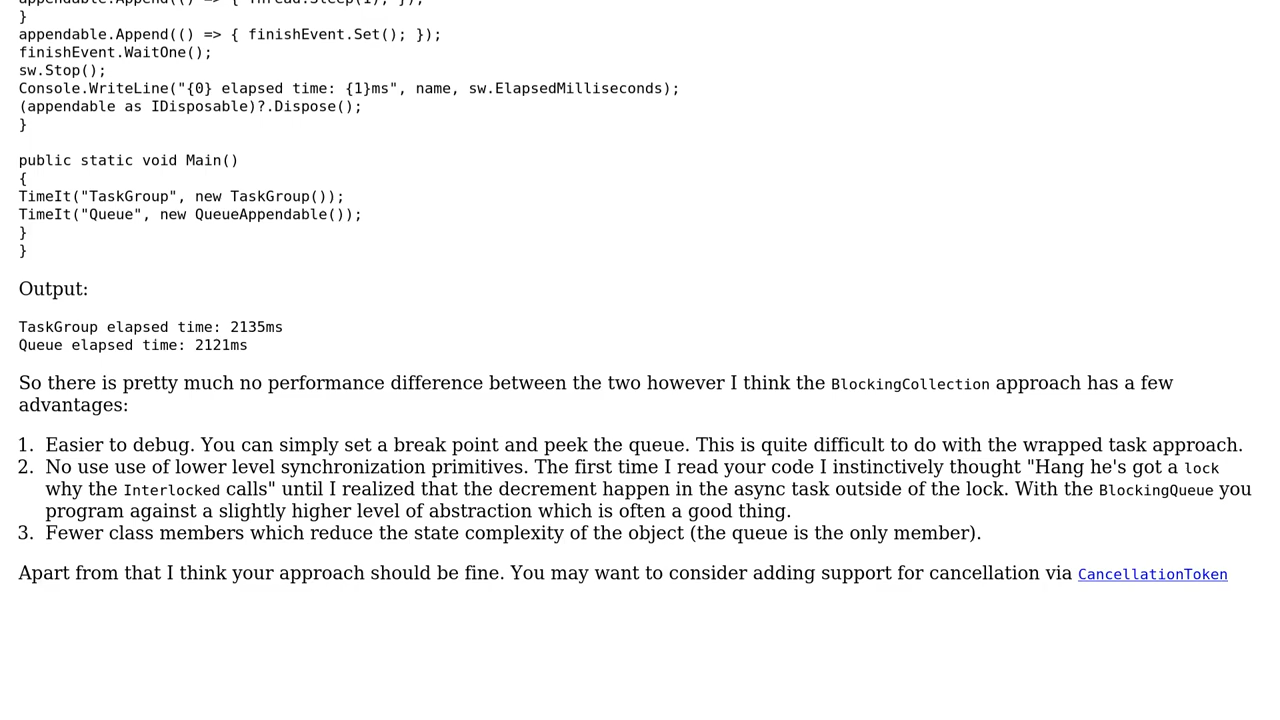 appendable.Append(() => { Thread.Sleep(1); });
}
appendable.Append(() => { finishEvent.Set(); });
finishEvent.WaitOne();
sw.Stop();
Console.WriteLine("{0} elapsed time: {1}ms", name, sw.ElapsedMilliseconds);
(appendable as IDisposable)?.Dispose();
}
public static void Main()
{
TimeIt("TaskGroup", new TaskGroup());
TimeIt("Queue", new QueueAppendable());
}
}
Output:
TaskGroup elapsed time: 2135ms
Queue elapsed time: 2121ms
So there is pretty much no performance difference between the two however I think the BlockingCollection approach has a few
advantages:
1. Easier to debug. You can simply set a break point and peek the queue. This is quite difficult to do with the wrapped task approach.
2. No use use of lower level synchronization primitives. The first time I read your code I instinctively thought "Hang he's got a lock
why the Interlocked calls" until I realized that the decrement happen in the async task outside of the lock. With the BlockingQueue you
program against a slightly higher level of abstraction which is often a good thing.
3. Fewer class members which reduce the state complexity of the object (the queue is the only member).
Apart from that I think your approach should be fine. You may want to consider adding support for cancellation via CancellationToken